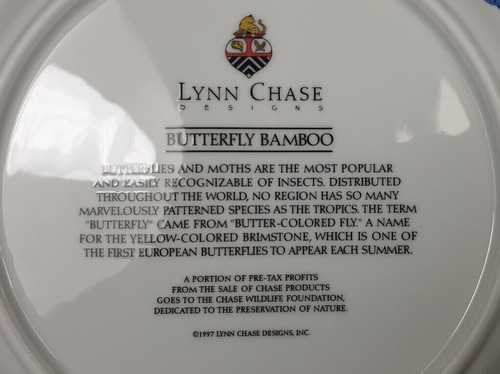 LYNN CHASE
DESIGNS
BUTTERFLY BAMBOO
BUTTERFLIES AND MOTHS ARE THE MOST POPULAR
AND EASILY RECOGNIZABLE OF INSECTS. DISTRIBUTED
THROUGHOUT THE WORLD, NO REGION HAS SO MANY
MARVELOUSLY PATTERNED SPECIES AS THE TROPICS. THE TERM
"BUTTERFLY" CAME FROM "BUTTER-COLORED FLY." A NAME
FOR THE YELLOW-COLORED BRIMSTONE, WHICH IS ONE OF
THE FIRST EUROPEAN BUTTERFLIES TO APPEAR EACH SUMMER.
A PORTION OF PRE-TAX PROFITS
FROM THE SALE OF CHASE PRODUCTS
GOES TO THE CHASE WILDLIFE FOUNDATION,
DEDICATED TO THE PRESERVATION OF NATURE.
©1997 LYNN CHASE DESIGNS, INC.